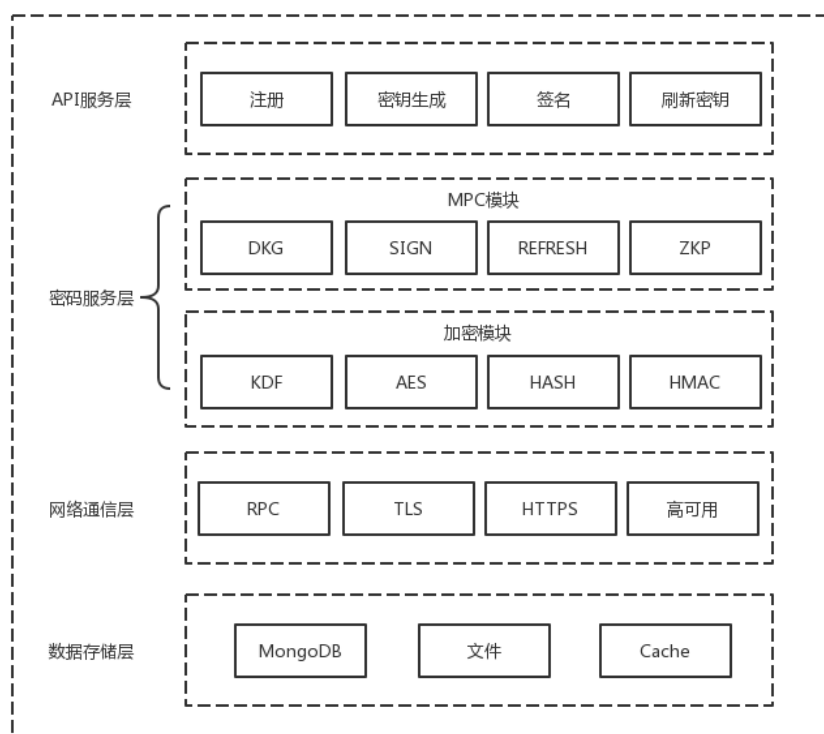 API服务层
注册 密钥生成 签名 刷新密钥
MPC模块
DKG SIGN REFRESH ZKP
密码服务层
加密模块
KDF AES HASH HMAC
网络通信层
RPC TLS HTTPS 高可用
数据存储层
MongoDB 文件 Cache